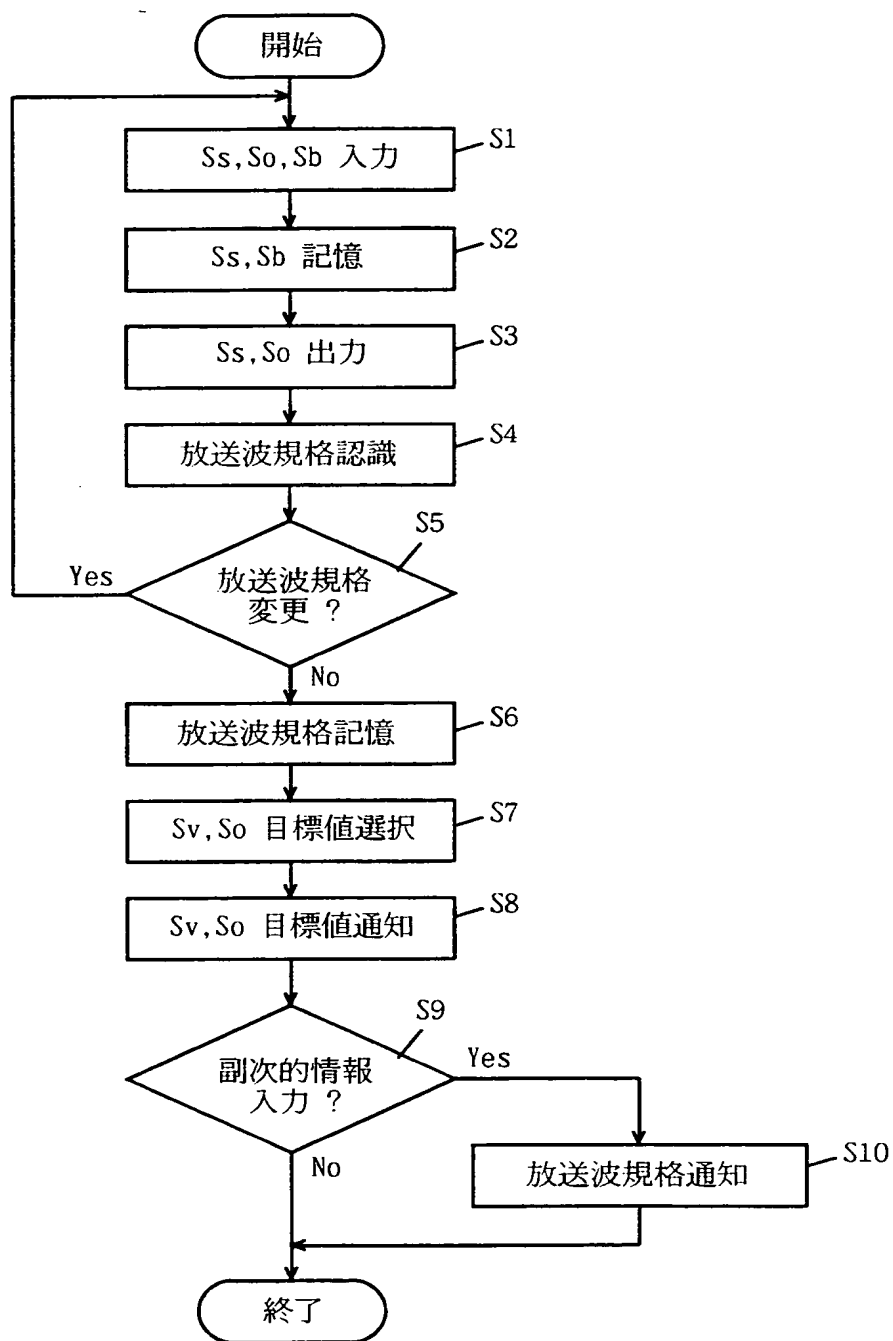 開始
Ss,So,Sb 入力
S1
Ss,Sb 記憶
S2
Ss,So 出力
S3
放送波規格認識
S4
S5
Yes
放送波規格
変更 ?
No
放送波規格記憶
S6
Sv,So 目標値選択
S7
Sv,So 目標値通知
S8
S9
副次的情報
入力 ?
Yes
No
放送波規格通知
S10
終了